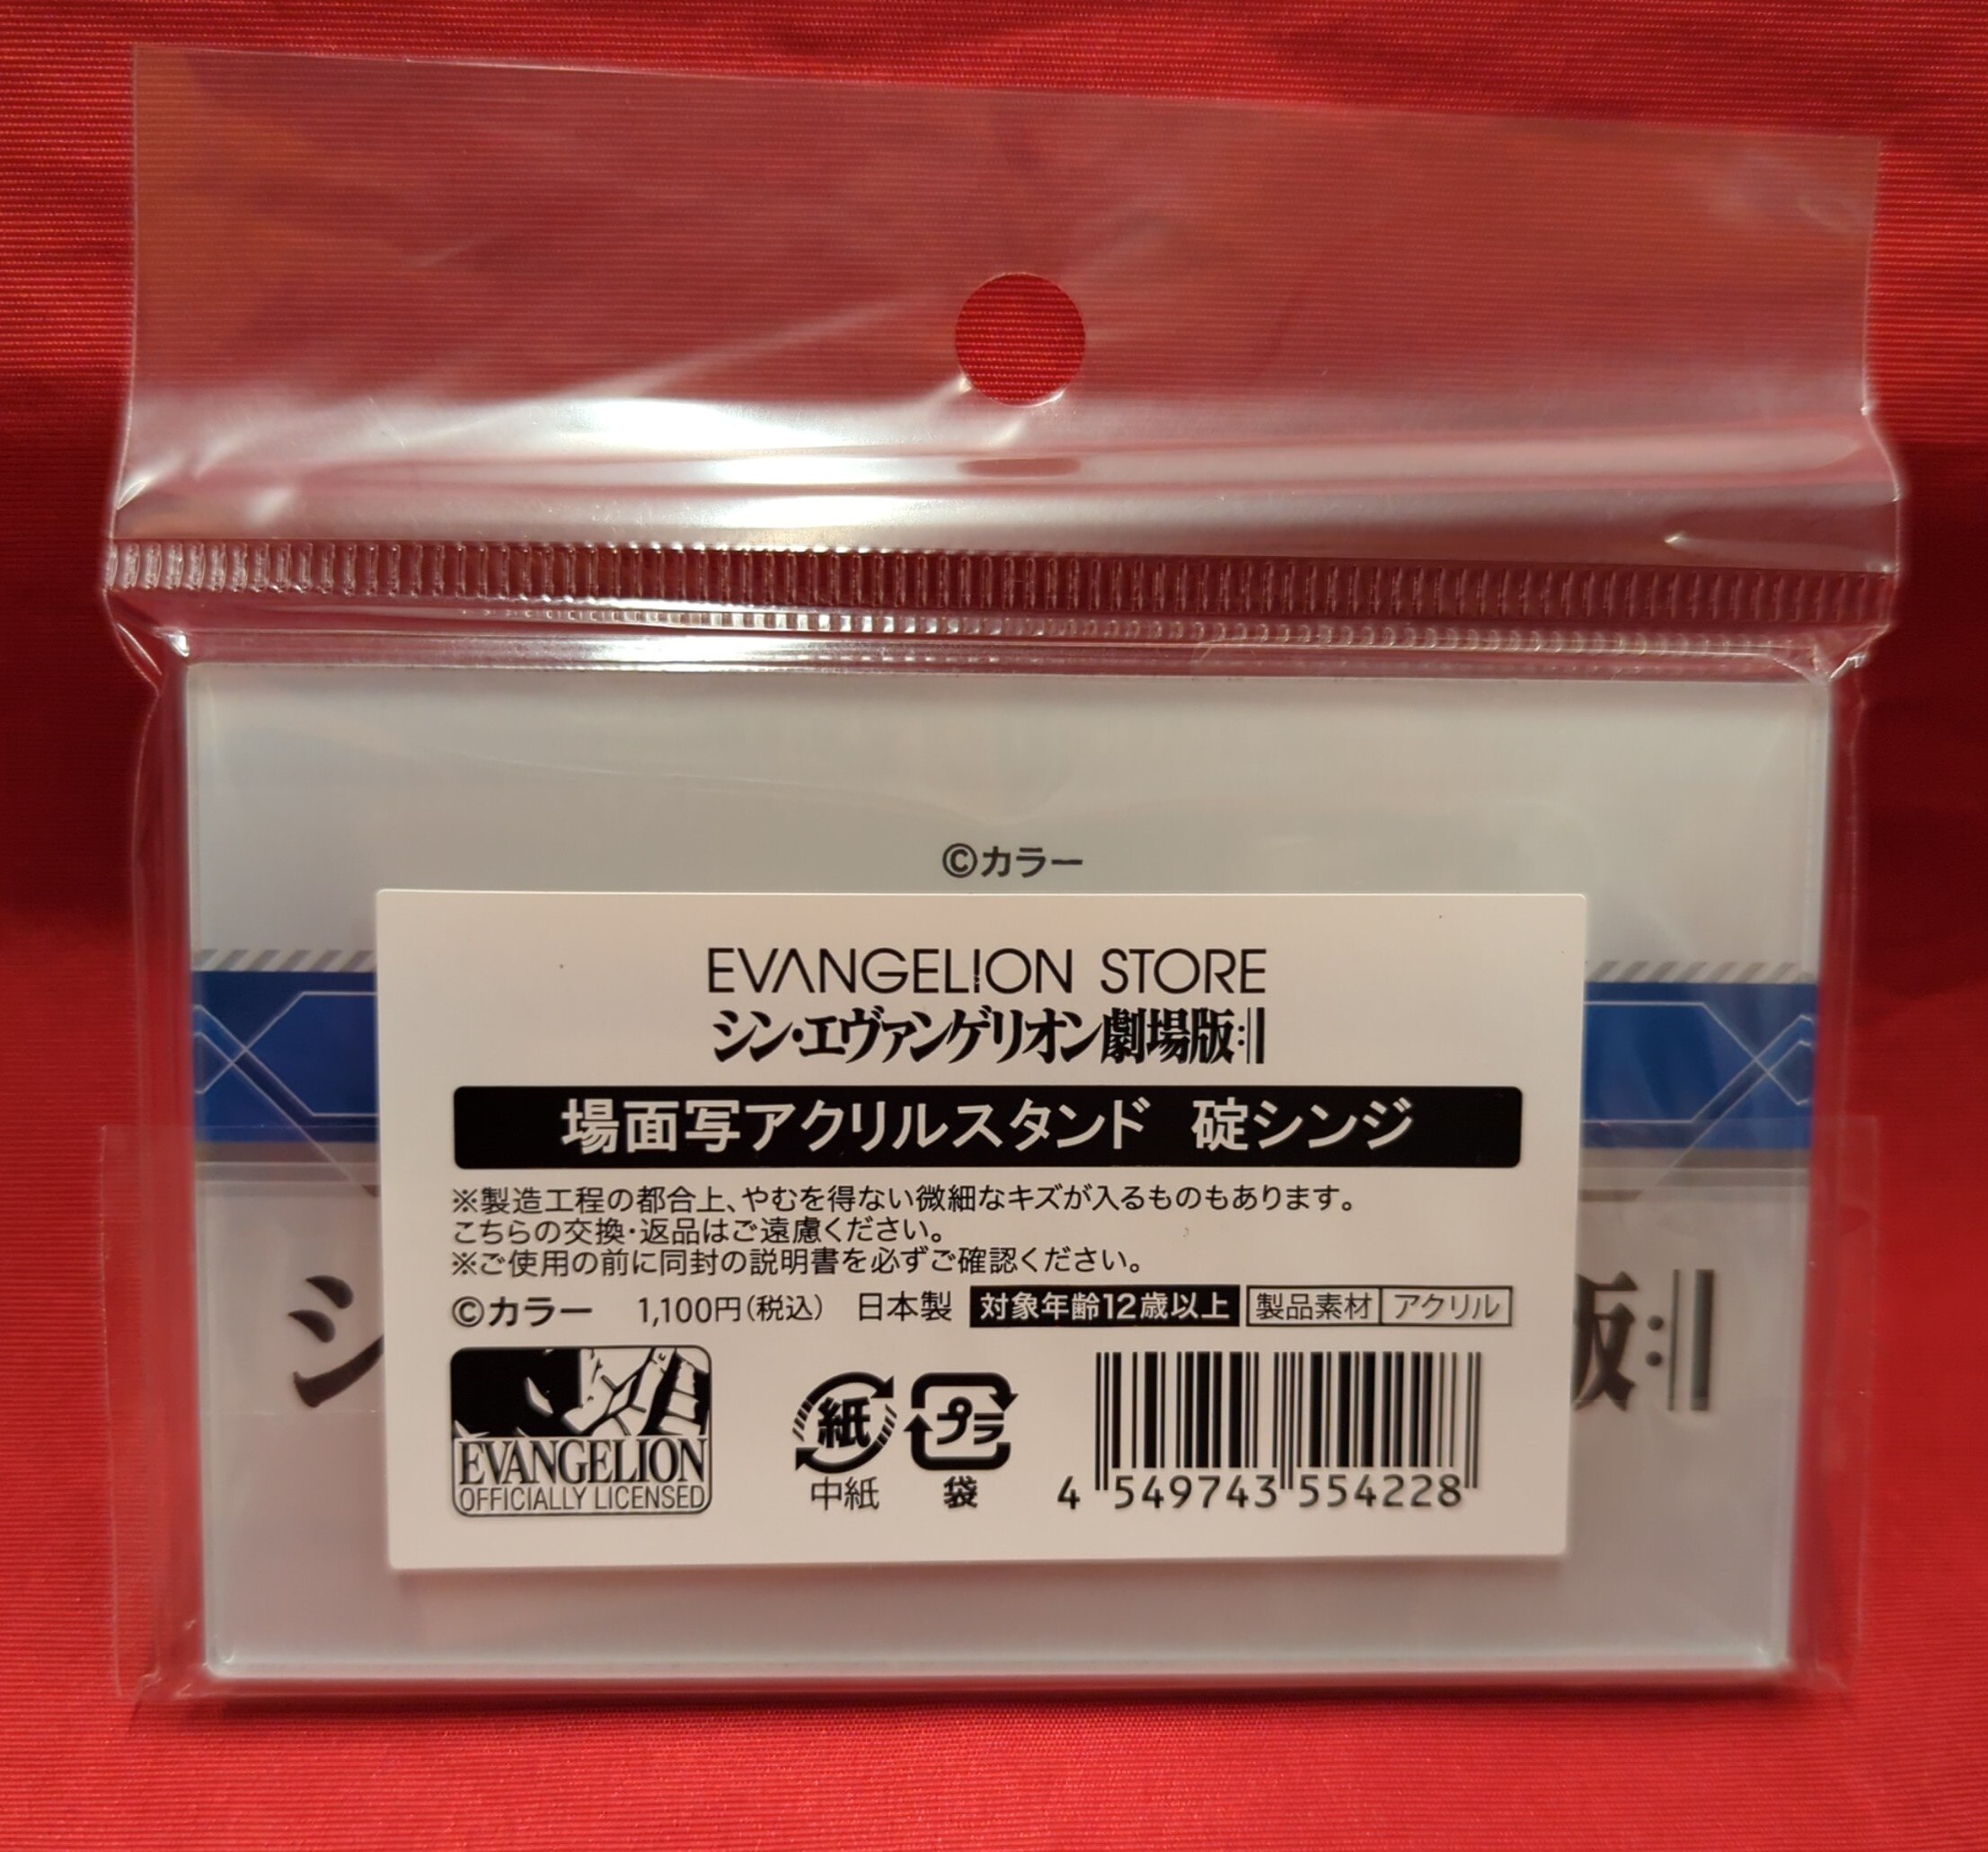 ©カラー
EVANGELION STORE
シン・エヴァンゲリオン劇場版:||
場面写アクリルスタンド 碇シンジ
※製造工程の都合上、やむを得ない微細なキズが入るものもあります。
こちらの交換・返品はご遠慮ください。
※ご使用の前に同封の説明書を必ずご確認ください。
©カラー 1,100円(税込) 日本製 対象年齢12歳以上 製品素材 アクリル
シ 版:||
紙 プラ
EVANGELION
OFFICIALLY LICENSED
中紙 袋 4 549743 554228